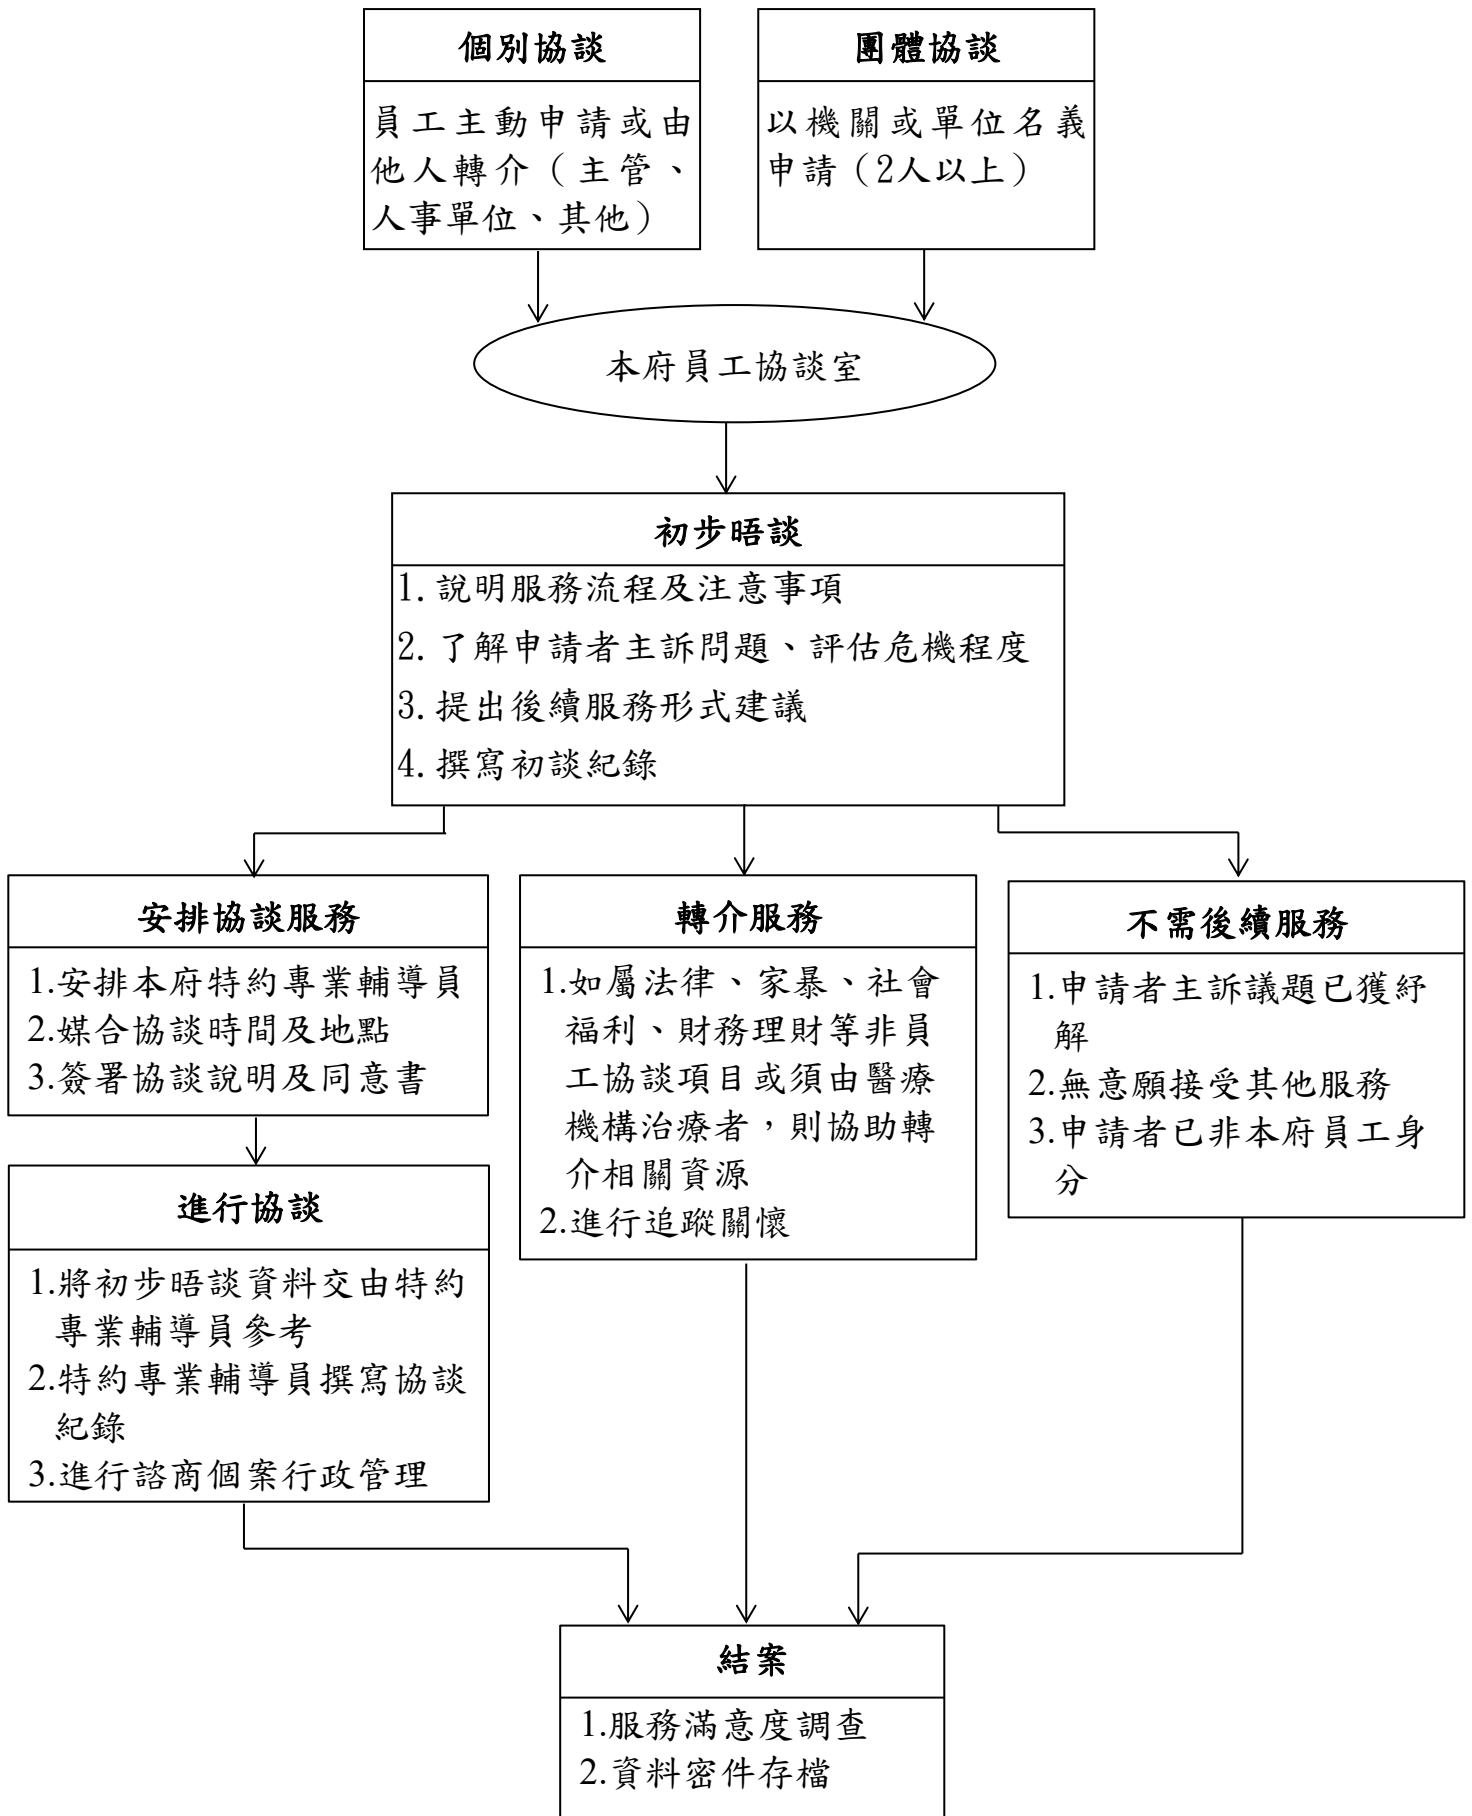 個別協談
員工主動申請或由
他人轉介（主管、
人事單位、其他）
團體協談
以機關或單位名義
申請（2人以上）
本府員工協談室
初步晤談
1. 說明服務流程及注意事項
2. 了解申請者主訴問題、評估危機程度
3. 提出後續服務形式建議
4. 撰寫初談紀錄
安排協談服務
1.安排本府特約專業輔導員
2.媒合協談時間及地點
3.簽署協談說明及同意書
進行協談
1.將初步晤談資料交由特約
專業輔導員參考
2.特約專業輔導員撰寫協談
紀錄
3.進行諮商個案行政管理
轉介服務
1.如屬法律、家暴、社會
福利、財務理財等非員
工協談項目或須由醫療
機構治療者，則協助轉
介相關資源
2.進行追蹤關懷
不需後續服務
1.申請者主訴議題已獲紓
解
2.無意願接受其他服務
3.申請者已非本府員工身
分
結案
1.服務滿意度調查
2.資料密件存檔